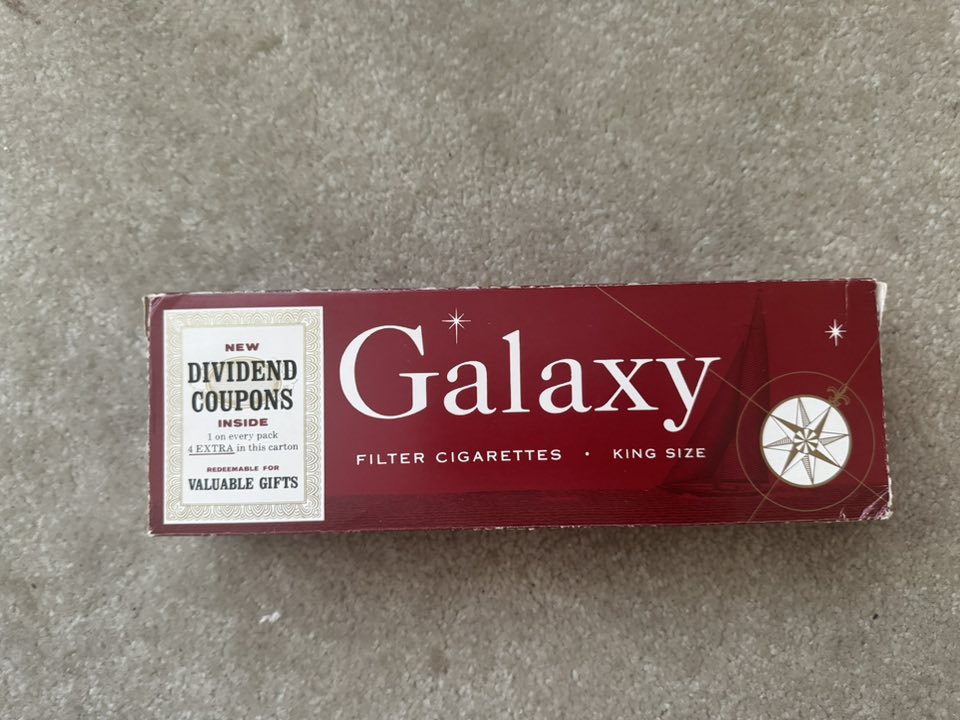 NEW
DIVIDEND
COUPONS
INSIDE
1 on every pack
4 EXTRA in this carton
REDEEMABLE FOR
VALUABLE GIFTS
Galaxy
FILTER CIGARETTES · KING SIZE